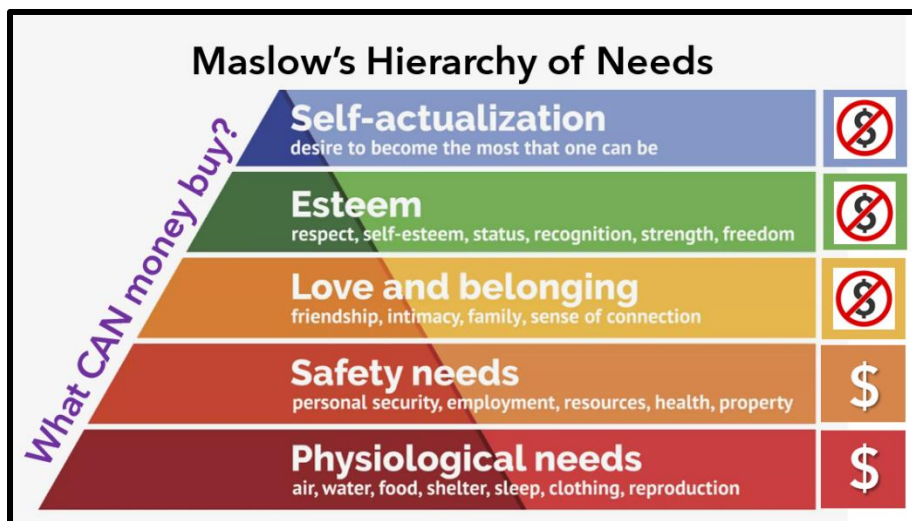 Maslow's Hierarchy of Needs
What CAN money buy?
Self-actualization
desire to become the most that one can be
$
Esteem
respect, self-esteem, status, recognition, strength, freedom
$
Love and belonging
friendship, intimacy, family, sense of connection
$
Safety needs
personal security, employment, resources, health, property
$
Physiological needs
air, water, food, shelter, sleep, clothing, reproduction
$